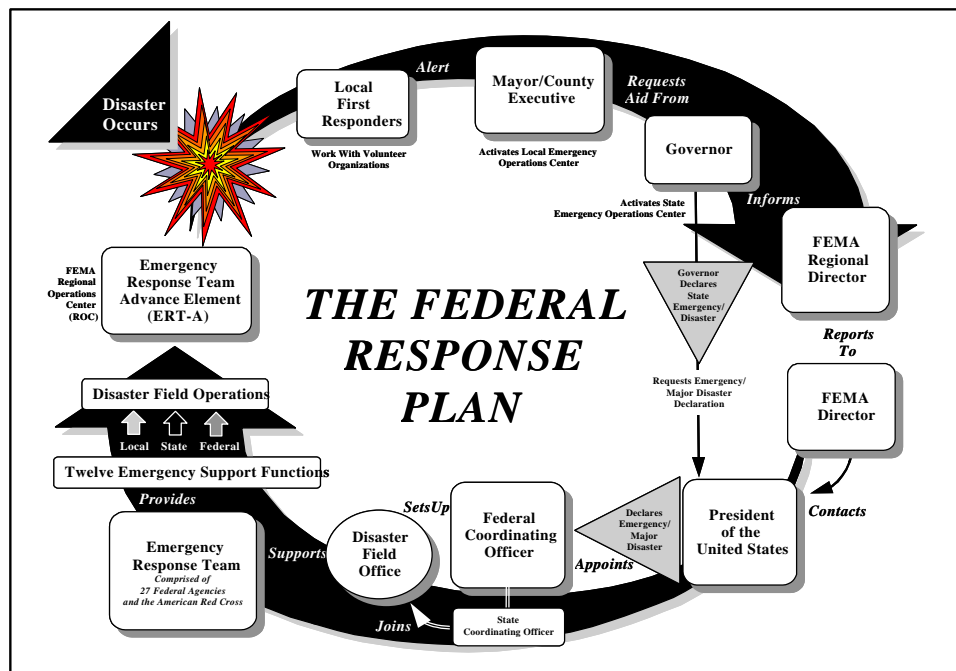 Disaster
Occurs
Alert
Local
First
Responders
Work With Volunteer
Organizations
Mayor/County
Executive
Activates Local Emergency
Operations Center
Requests
Aid From
Governor
Activates State
Emergency Operations Center
Informs
FEMA
Regional
Director
Reports
To
FEMA
Director
Contacts
Governor
Declares
State
Emergency/
Disaster
Requests Emergency/
Major Disaster
Declaration
President
of the
United States
Declares
Emergency/
Major
Disaster
Appoints
Federal
Coordinating
Officer
State
Coordinating Officer
SetsUp
Joins
Disaster
Field
Office
Supports
Emergency
Response Team
Comprised of
27 Federal Agencies
and the American Red Cross
Provides
Twelve Emergency Support Functions
Local State Federal
Disaster Field Operations
FEMA
Regional
Operations
Center
(ROC)
Emergency
Response Team
Advance Element
(ERT-A)
THE FEDERAL
RESPONSE
PLAN